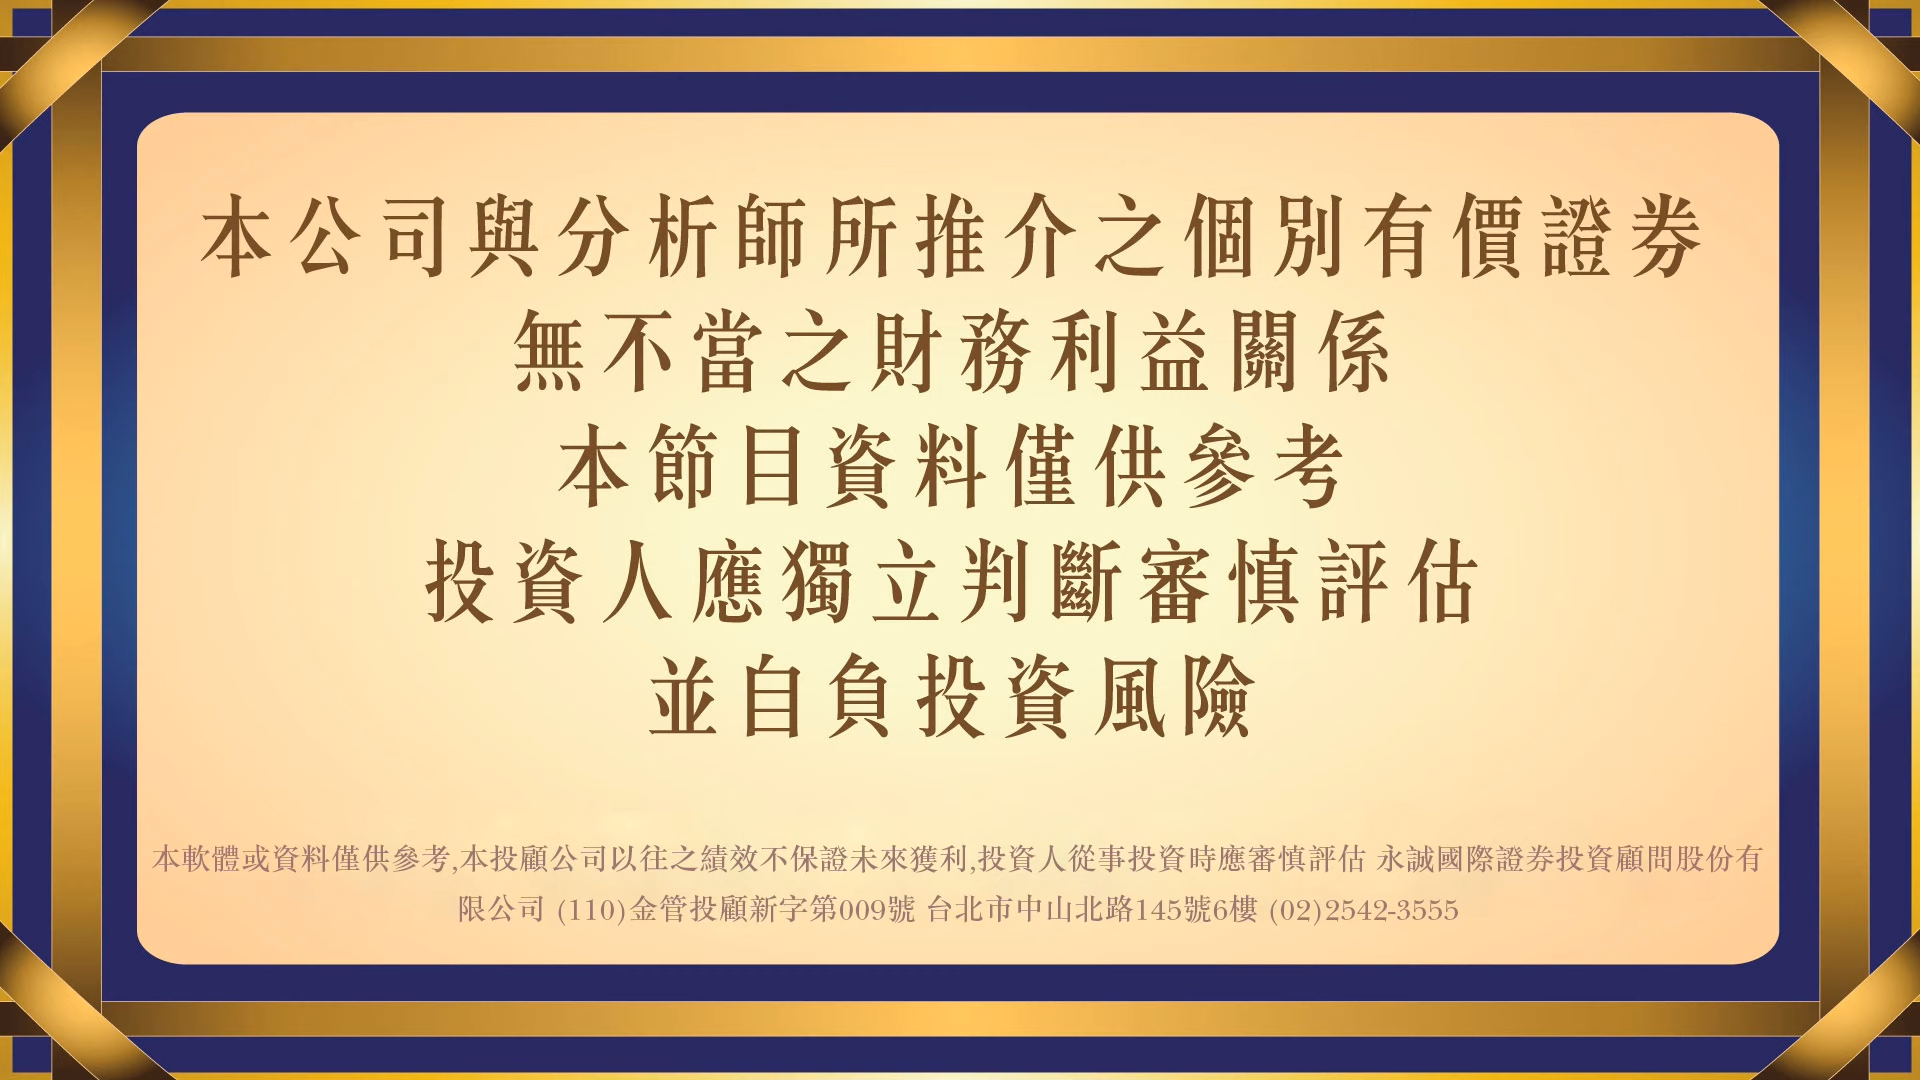 本公司與分析師所推介之個別有價證券
無不當之財務利益關係
本節目資料僅供參考
投資人應獨立判斷審慎評估
並自負投資風險
本軟體或資料僅供參考,本投顧公司以往之績效不保證未來獲利,投資人從事投資時應審慎評估 永誠國際證券投資顧問股份有
限公司 (110)金管投顧新字第009號 台北市中山北路145號6樓 (02)2542-3555